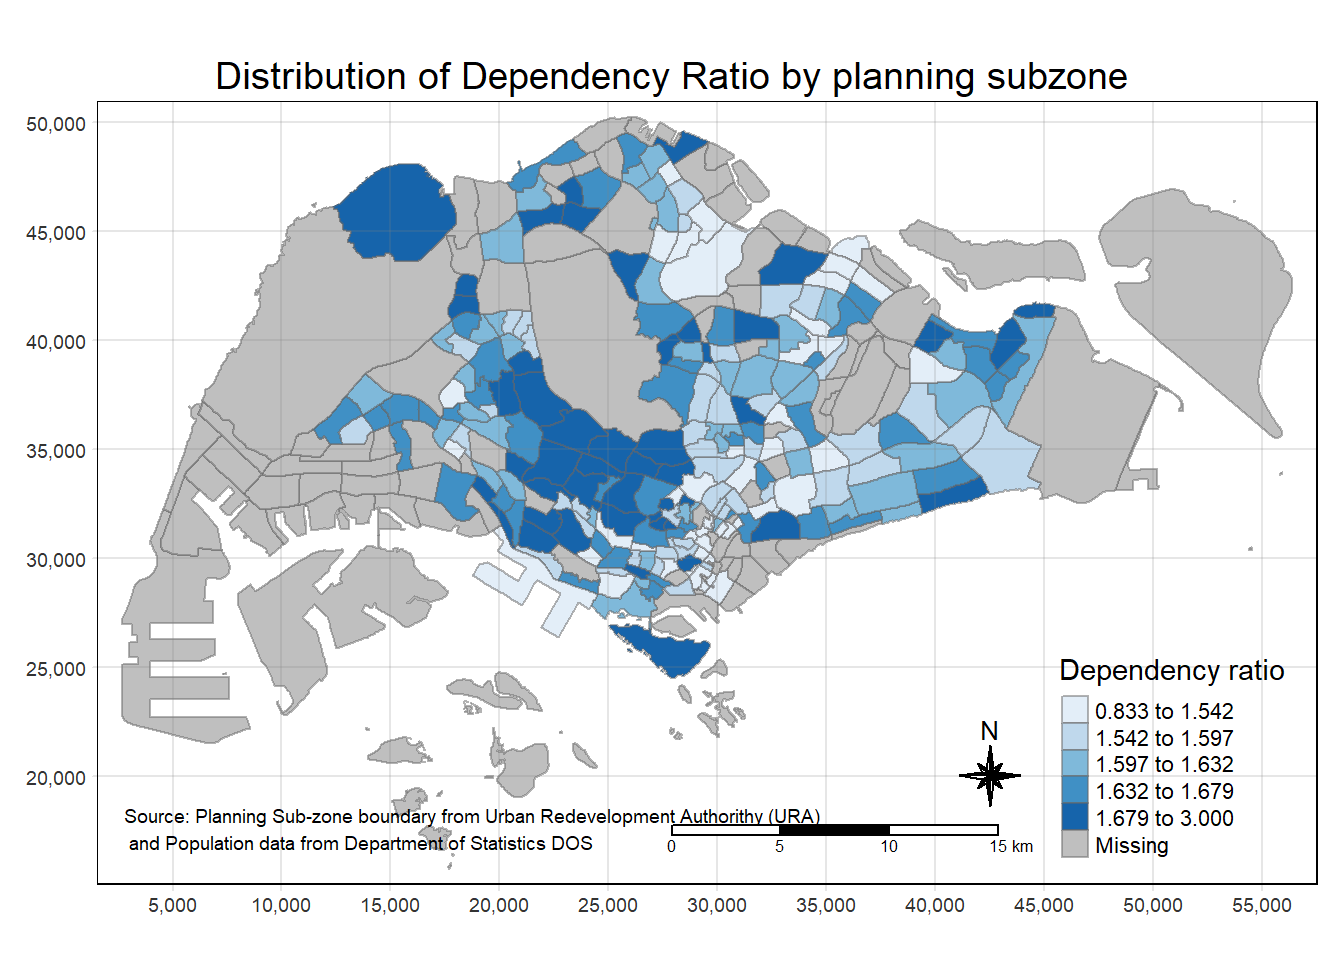 Distribution of Dependency Ratio by planning subzone
50,000
45,000
40,000
35,000
30,000
25,000
20,000
Dependency ratio
0.833 to 1.542
1.542 to 1.597
1.597 to 1.632
1.632 to 1.679
1.679 to 3.000
Missing
N
Source: Planning Sub-zone boundary from Urban Redevelopment Authorithy (URA)
and Population data from Department of Statistics DOS
0 5 10 15 km
5,000 10,000 15,000 20,000 25,000 30,000 35,000 40,000 45,000 50,000 55,000